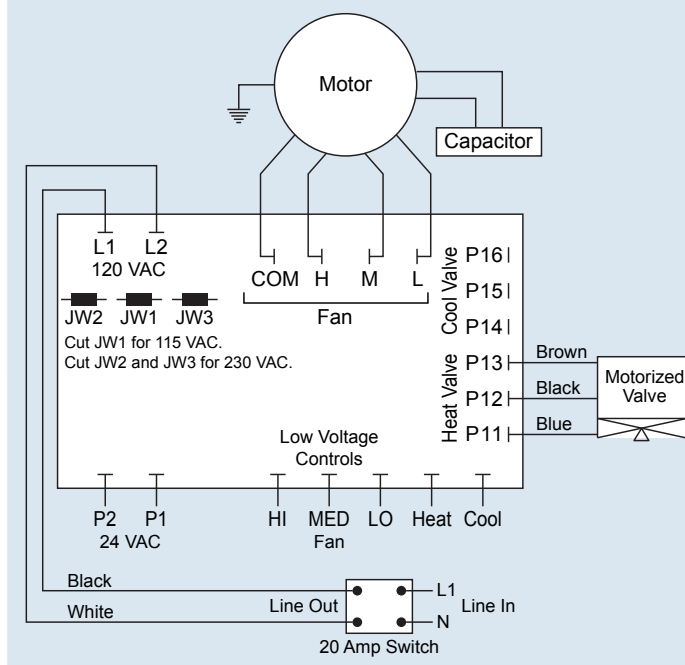 Motor
Capacitor
L1 L2
120 VAC
COM H M L
Fan
JW2 JW1 JW3
Cut JW1 for 115 VAC.
Cut JW2 and JW3 for 230 VAC.
Cool Valve
P16
P15
P14
Heat Valve
P13
P12
P11
Brown
Black
Blue
Motorized
Valve
Low Voltage
Controls
P2 P1
24 VAC
HI MED LO Heat Cool
Fan
Black
White
Line Out
L1
Line In
N
20 Amp Switch